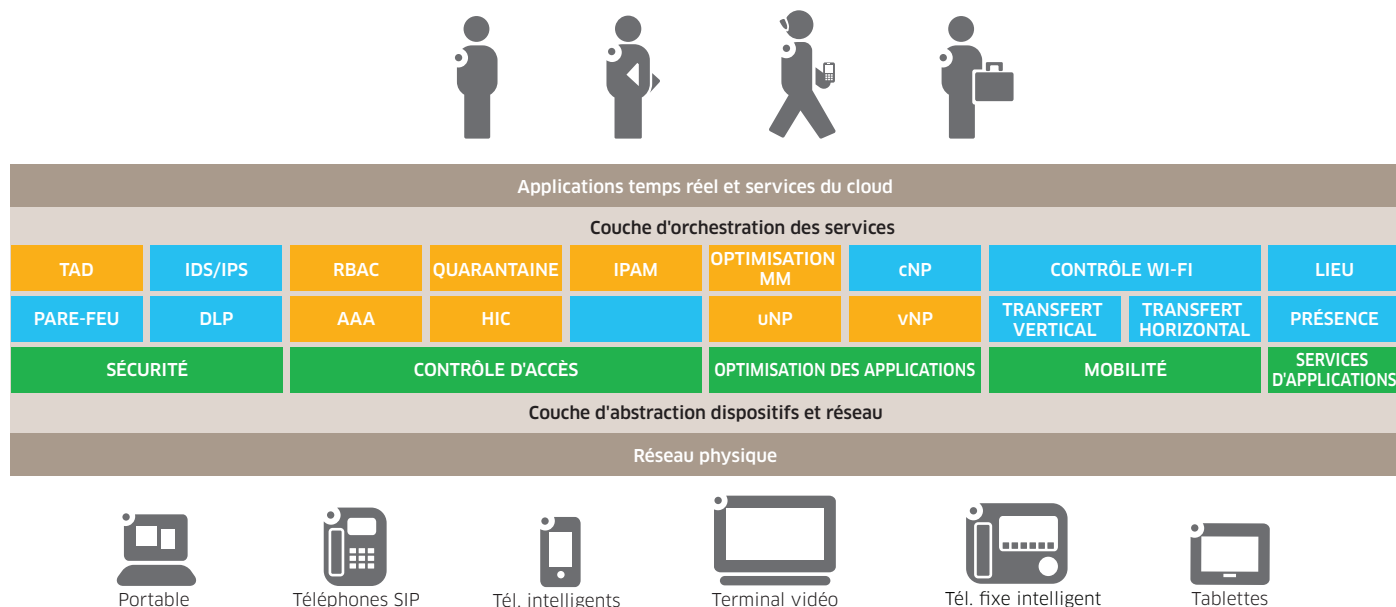 Applications temps réel et services du cloud
Couche d'orchestration des services
TAD
IDS/IPS
RBAC
QUARANTAINE
IPAM
OPTIMISATION
MM
cNP
CONTRÔLE WI-FI
LIEU
PARE-FEU
DLP
AAA
HIC
uNP
vNP
TRANSFERT
VERTICAL
TRANSFERT
HORIZONTAL
PRÉSENCE
SÉCURITÉ
CONTRÔLE D'ACCÈS
OPTIMISATION DES APPLICATIONS
MOBILITÉ
SERVICES
D'APPLICATIONS
Couche d'abstraction dispositifs et réseau
Réseau physique
Portable
Téléphones SIP
Tél. intelligents
Terminal vidéo
Tél. fixe intelligent
Tablettes